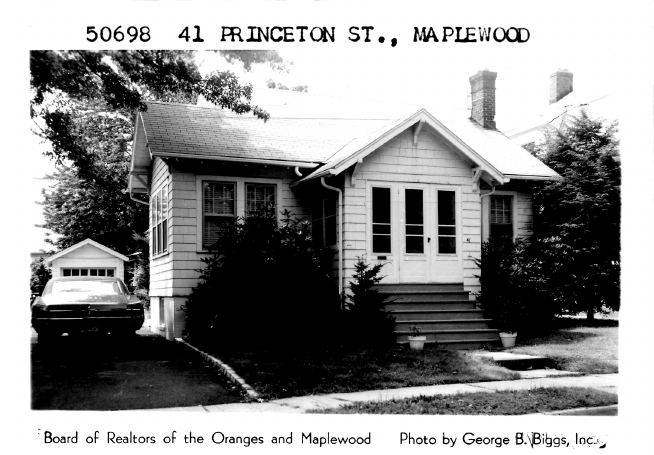 50698 41 PRINCETON ST., MAPLEWOOD
Board of Realtors of the Oranges and Maplewood Photo by George B. Biggs, Inc.